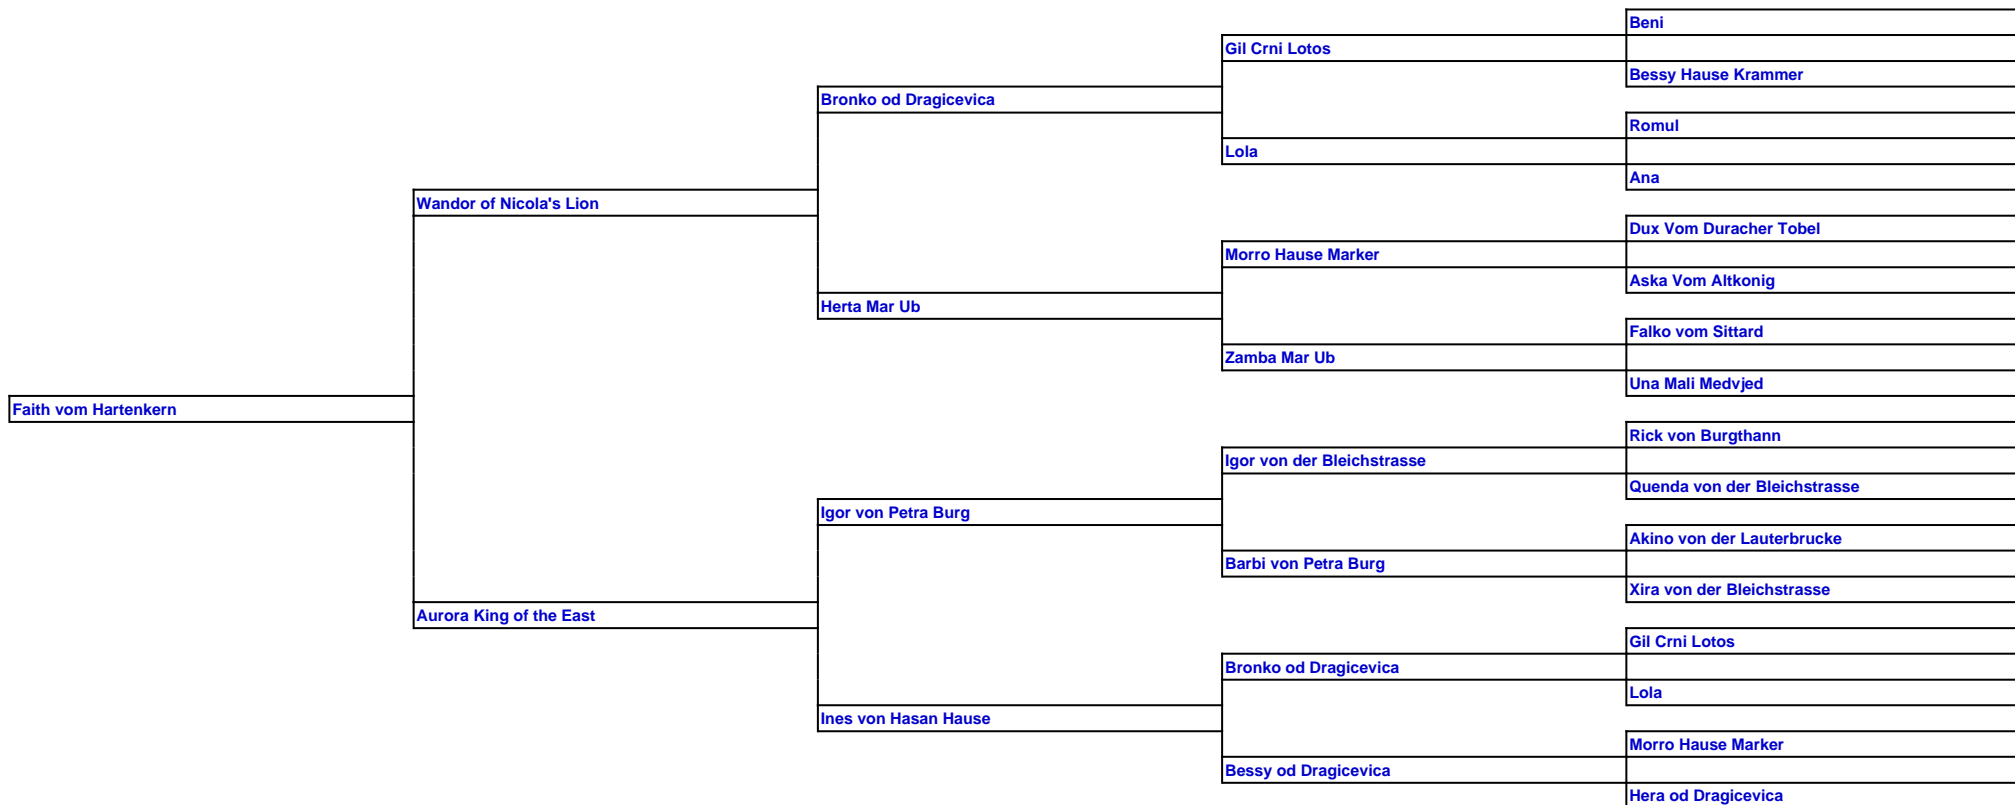 Beni
Gil Crni Lotos
Bessy Hause Krammer
Bronko od Dragicevica
Romul
Lola
Ana
Wandor of Nicola's Lion
Dux Vom Duracher Tobel
Morro Hause Marker
Aska Vom Altkonig
Herta Mar Ub
Falko vom Sittard
Zamba Mar Ub
Una Mali Medvjed
Faith vom Hartenkern
Rick von Burgthann
Igor von der Bleichstrasse
Quenda von der Bleichstrasse
Igor von Petra Burg
Akino von der Lauterbrucke
Barbi von Petra Burg
Xira von der Bleichstrasse
Aurora King of the East
Gil Crni Lotos
Bronko od Dragicevica
Lola
Ines von Hasan Hause
Morro Hause Marker
Bessy od Dragicevica
Hera od Dragicevica